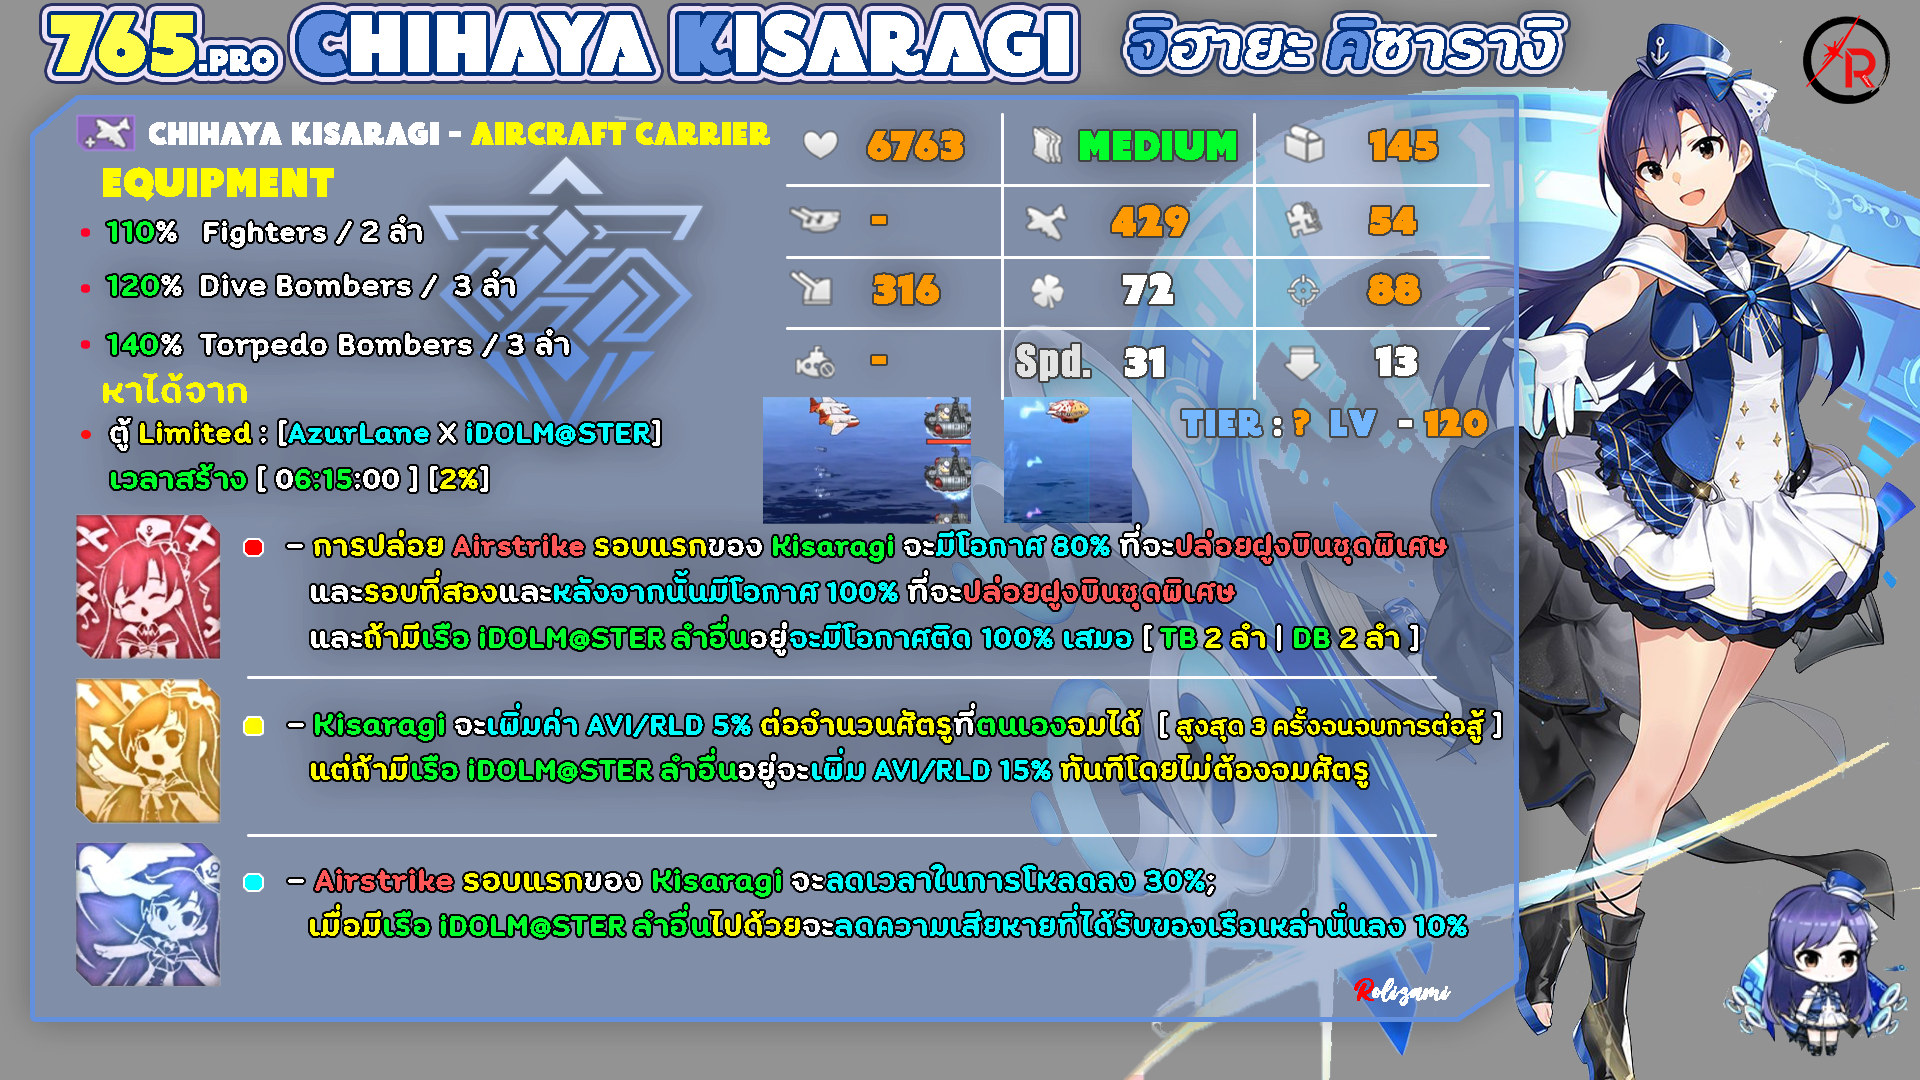 765.PRO CHIHAYA KISARAGI จิฮายะ คิซารางิ
R
CHIHAYA KISARAGI - AIRCRAFT CARRIER
EQUIPMENT
• 110% Fighters / 2 ลำ
• 120% Dive Bombers / 3 ลำ
• 140% Torpedo Bombers / 3 ลำ
หาได้จาก
• ตู้ Limited : [AzurLane X iDOLM@STER]
เวลาสร้าง [ 06:15:00 ] [2%]
6763 MEDIUM 145
- 429 54
316 72 88
- Spd. 31 13
TIER : ? LV - 120
- การปล่อย Airstrike รอบแรกของ Kisaragi จะมีโอกาศ 80% ที่จะปล่อยฝูงบินชุดพิเศษ
และรอบที่สองและหลังจากนั้นมีโอกาศ 100% ที่จะปล่อยฝูงบินชุดพิเศษ
และถ้ามีเรือ iDOLM@STER ลำอื่นอยู่จะมีโอกาศติด 100% เสมอ [ TB 2 ลำ | DB 2 ลำ ]
- Kisaragi จะเพิ่มค่า AVI/RLD 5% ต่อจำนวนศัตรูที่ตนเองจมได้ [ สูงสุด 3 ครั้งจนจบการต่อสู้ ]
แต่ถ้ามีเรือ iDOLM@STER ลำอื่นอยู่จะเพิ่ม AVI/RLD 15% ทันทีโดยไม่ต้องจมศัตรู
- Airstrike รอบแรกของ Kisaragi จะลดเวลาในการโหลดลง 30%;
เมื่อมีเรือ iDOLM@STER ลำอื่นไปด้วยจะลดความเสียหายที่ได้รับของเรือเหล่านั่นลง 10%
Rolizami